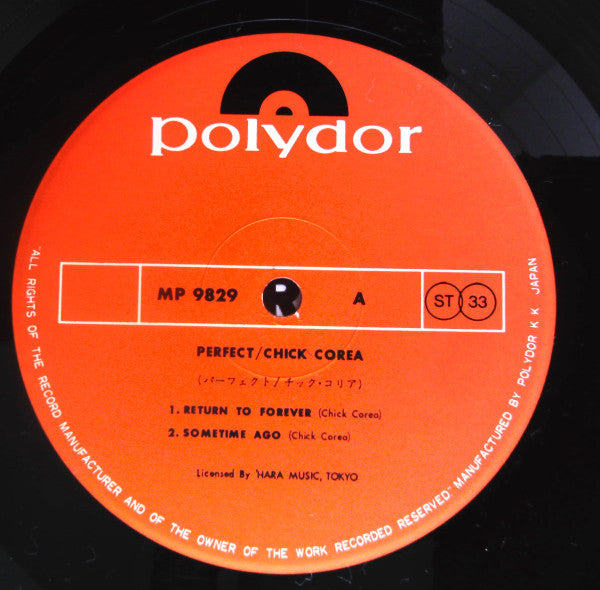 polydor
MP 9829 R A ST 33
PERFECT/CHICK COREA
(パーフェクト/チック・コリア)
1. RETURN TO FOREVER (Chick Corea)
2. SOMETIME AGO (Chick Corea)
Licensed By 'HARA MUSIC, TOKYO
"ALL RIGHTS OF THE RECORD MANUFACTURER AND OF THE OWNER OF THE WORK RECORDED RESERVED" MANUFACTURED BY POLYDOR K K JAPAN